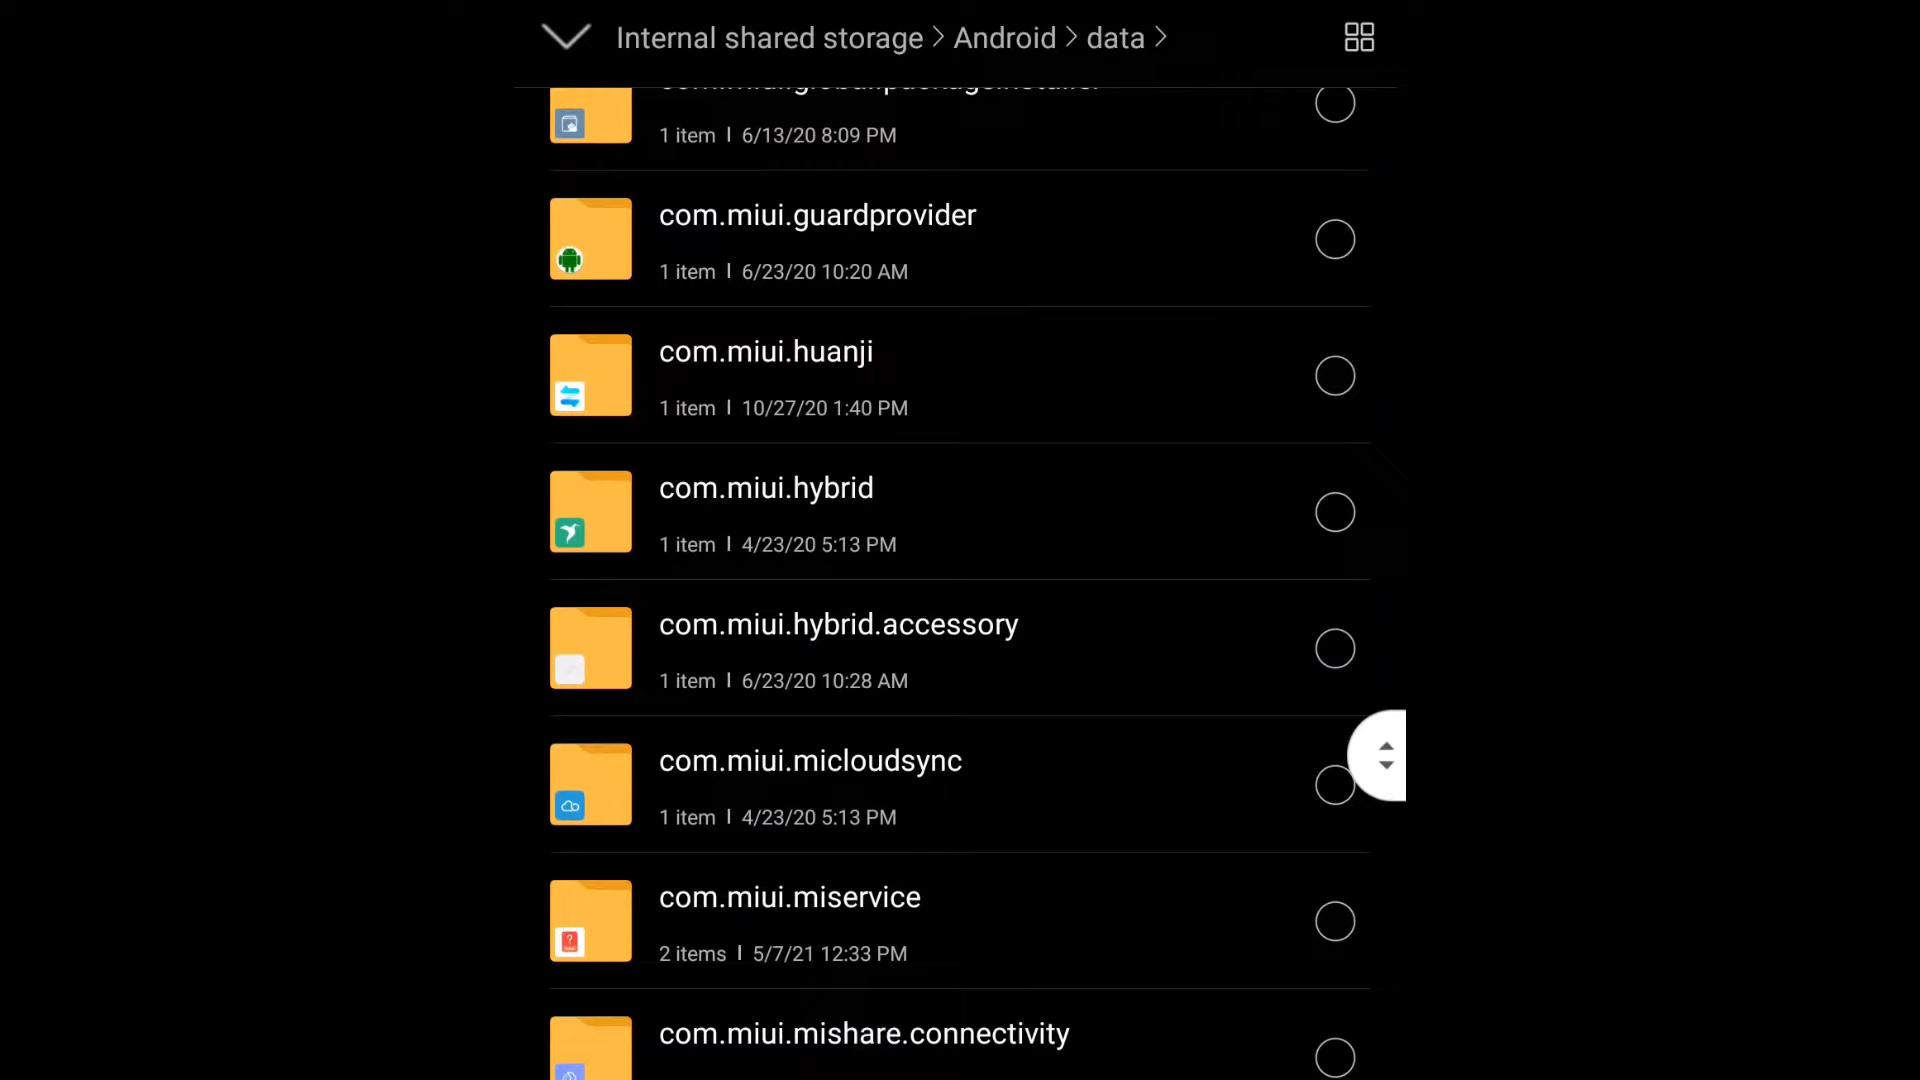 Internal shared storage > Android > data >
com.miui.global.packageinstaller
1 item | 6/13/20 8:09 PM
com.miui.guardprovider
1 item | 6/23/20 10:20 AM
com.miui.huanji
1 item | 10/27/20 1:40 PM
com.miui.hybrid
1 item | 4/23/20 5:13 PM
com.miui.hybrid.accessory
1 item | 6/23/20 10:28 AM
com.miui.micloudsync
1 item | 4/23/20 5:13 PM
com.miui.miservice
2 items | 5/7/21 12:33 PM
com.miui.mishare.connectivity